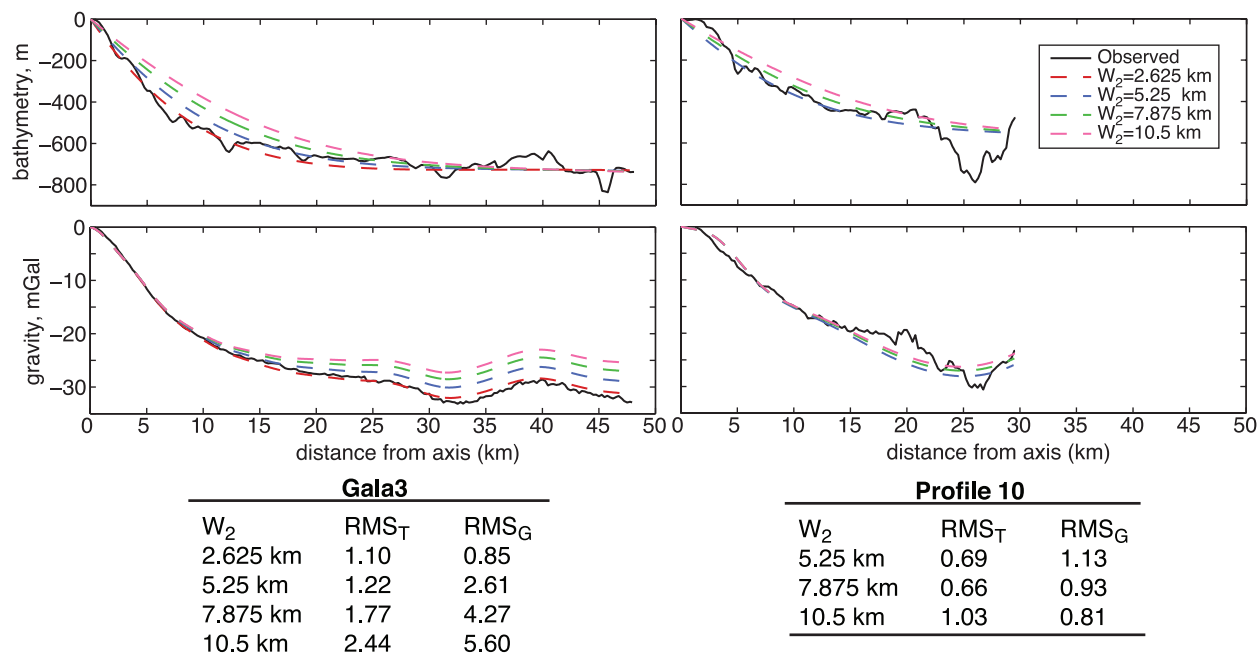 0
−200
−400
−600
−800
bathymetry, m
Observed
W2=2.625 km
W2=5.25 km
W2=7.875 km
W2=10.5 km
0
−10
−20
−30
gravity, mGal
0 5 10 15 20 25 30 35 40 45 50
distance from axis (km)
0 5 10 15 20 25 30 35 40 45 50
distance from axis (km)
Gala3
W2 RMST RMSG
2.625 km 1.10 0.85
5.25 km 1.22 2.61
7.875 km 1.77 4.27
10.5 km 2.44 5.60
Profile 10
W2 RMST RMSG
5.25 km 0.69 1.13
7.875 km 0.66 0.93
10.5 km 1.03 0.81